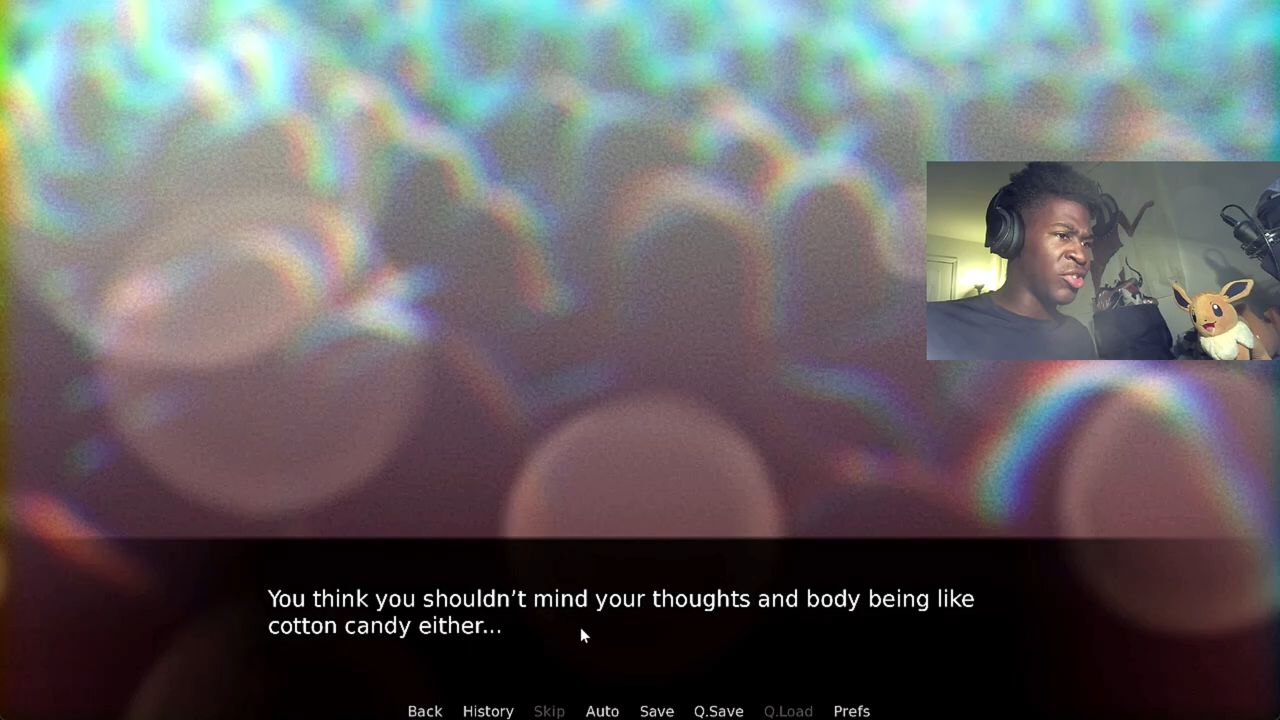 You think you shouldn’t mind your thoughts and body being like
cotton candy either...
Back History Skip Auto Save Q.Save Q.Load Prefs